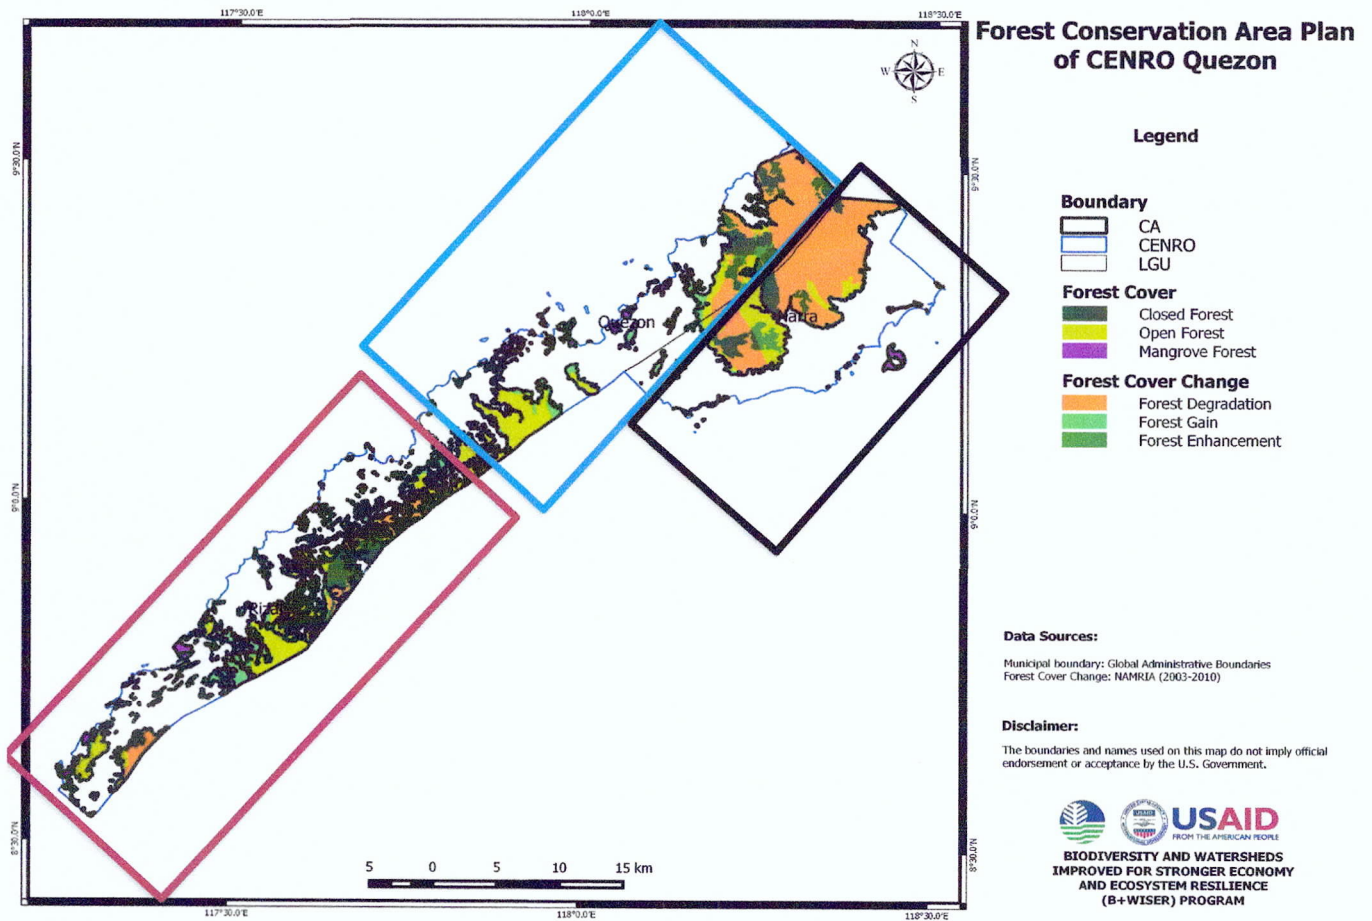 117°30.0'E
118°0.0'E
118°30.0'E
Forest Conservation Area Plan
of CENRO Quezon
N
W E
S
Legend
9°30.0'N
9°30.0'N
Boundary
CA
CENRO
LGU
Forest Cover
Closed Forest
Open Forest
Mangrove Forest
Forest Cover Change
Forest Degradation
Forest Gain
Forest Enhancement
Quezon
Narra
9°0.0'N
9°0.0'N
Rizal
Data Sources:
Municipal boundary: Global Administrative Boundaries
Forest Cover Change: NAMRIA (2003-2010)
Disclaimer:
The boundaries and names used on this map do not imply official
endorsement or acceptance by the U.S. Government.
8°30.0'N
8°30.0'N
5 0 5 10 15 km
USAID
FROM THE AMERICAN PEOPLE
BIODIVERSITY AND WATERSHEDS
IMPROVED FOR STRONGER ECONOMY
AND ECOSYSTEM RESILIENCE
(B+WISER) PROGRAM
117°30.0'E
118°0.0'E
118°30.0'E